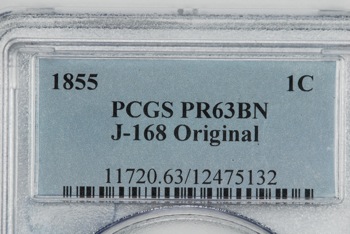 1855 1C
PCGS PR63BN
J-168 Original
11720.63/12475132